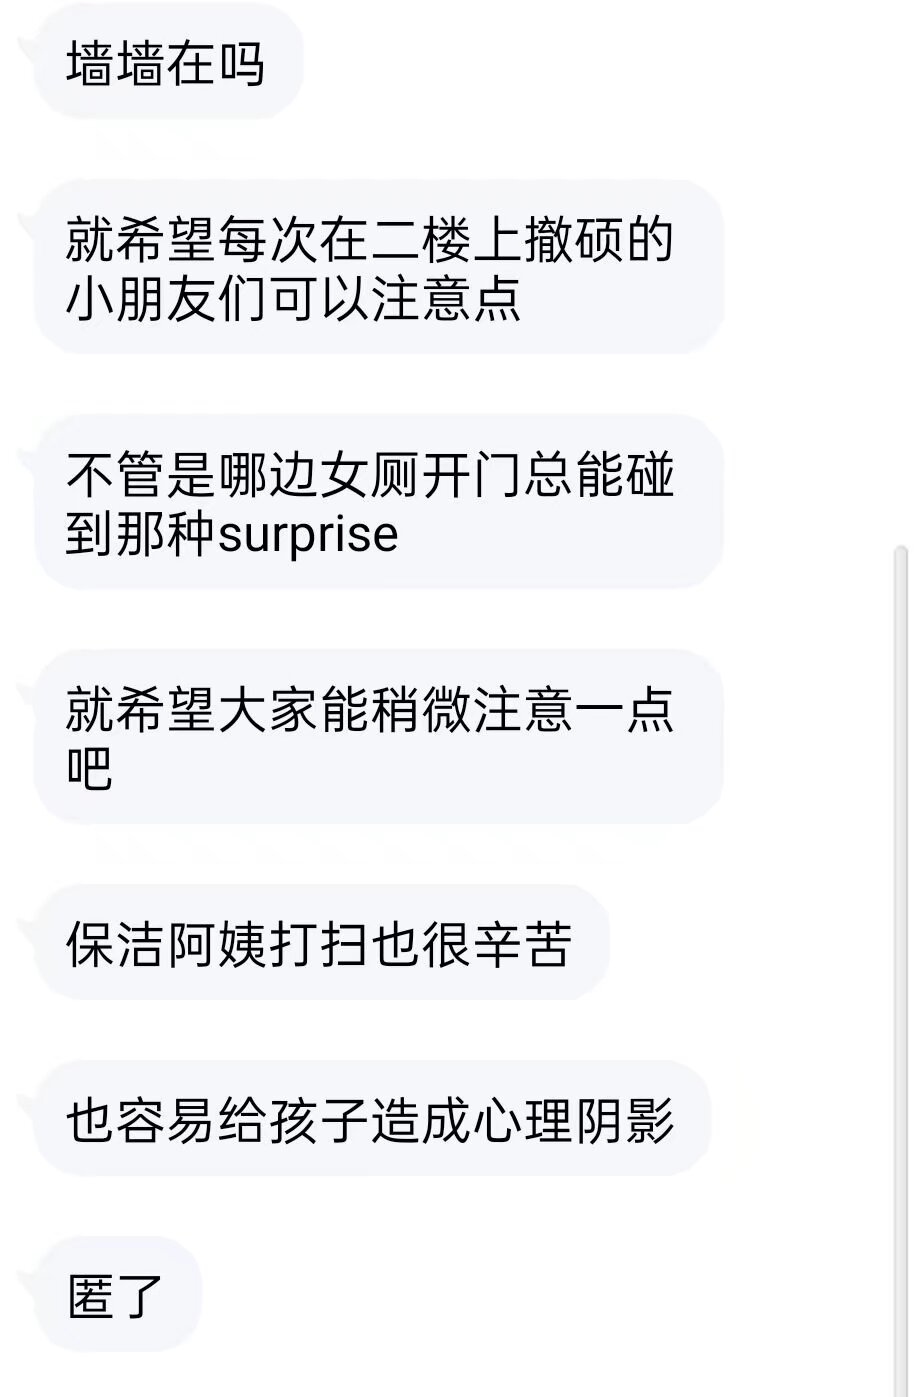 墙墙在吗
就希望每次在二楼上撤硕的
小朋友们可以注意点
不管是哪边女厕开门总能碰
到那种surprise
就希望大家能稍微注意一点
吧
保洁阿姨打扫也很辛苦
也容易给孩子造成心理阴影
匿了